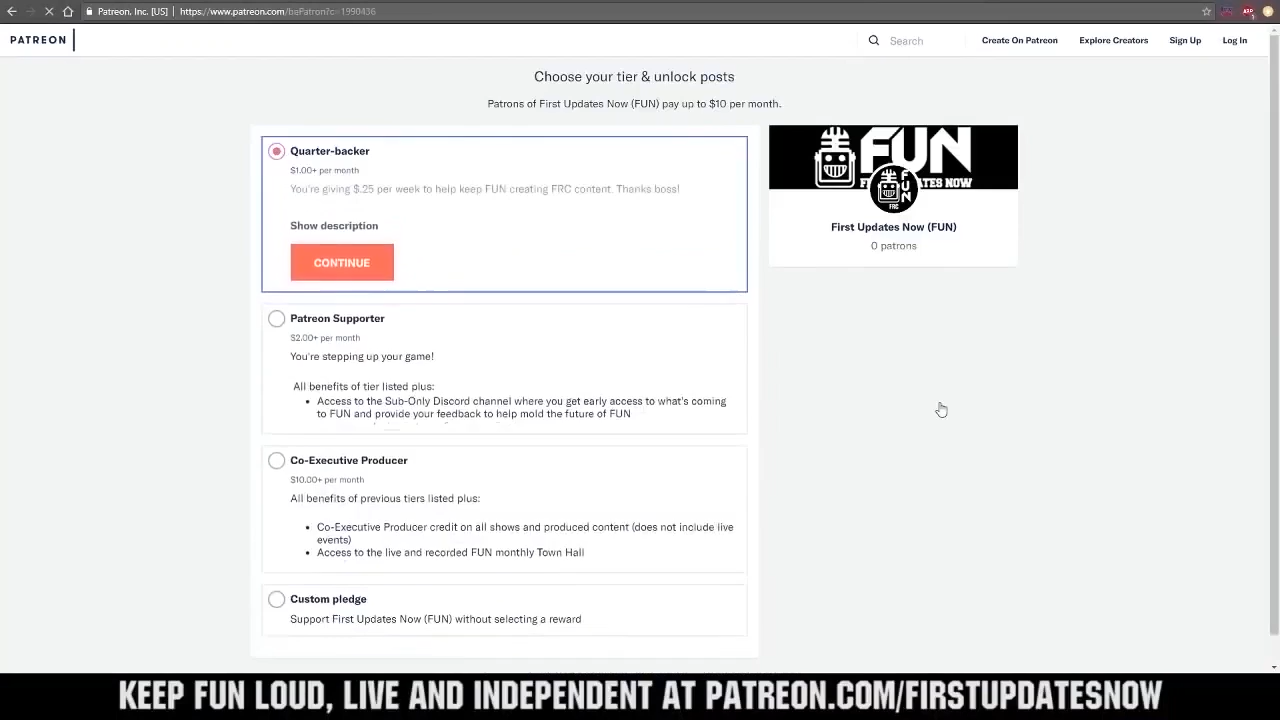 Patreon, Inc. [US] | https://www.patreon.com/bePatron?c=1990436
ABP
PATREON
Search
Create On Patreon
Explore Creators
Sign Up
Log In
Choose your tier & unlock posts
Patrons of First Updates Now (FUN) pay up to $10 per month.
Quarter-backer
$1.00+ per month
You're giving $.25 per week to help keep FUN creating FRC content. Thanks boss!
Show description
CONTINUE
FUN
FUN
FRC
First Updates Now (FUN)
0 patrons
Patreon Supporter
$2.00+ per month
You're stepping up your game!
All benefits of tier listed plus:
• Access to the Sub-Only Discord channel where you get early access to what's coming
to FUN and provide your feedback to help mold the future of FUN
Co-Executive Producer
$10.00+ per month
All benefits of previous tiers listed plus:
• Co-Executive Producer credit on all shows and produced content (does not include live
events)
• Access to the live and recorded FUN monthly Town Hall
Custom pledge
Support First Updates Now (FUN) without selecting a reward
KEEP FUN LOUD, LIVE AND INDEPENDENT AT PATREON.COM/FIRSTUPDATESNOW